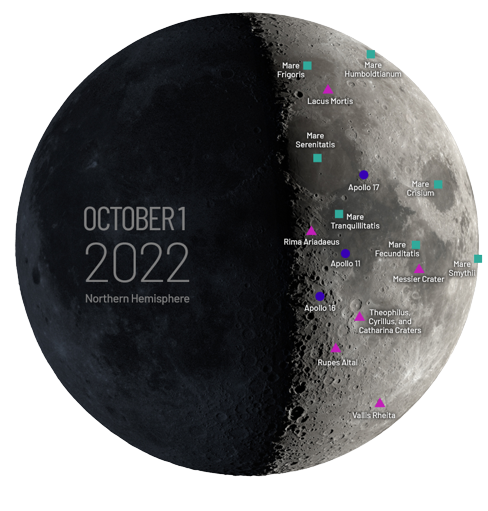 Mare
Frigoris
Mare
Humboldtianum
Lacus Mortis
Mare
Serenitatis
Apollo 17
Mare
Crisium
OCTOBER 1
2022
Northern Hemisphere
Mare
Tranquillitatis
Rima Ariadaeus
Mare
Fecunditatis
Apollo 11
Mare
Smythii
Messier Crater
Apollo 16
Theophilus,
Cyrillus, and
Catharina Craters
Rupes Altai
Vallis Rheita